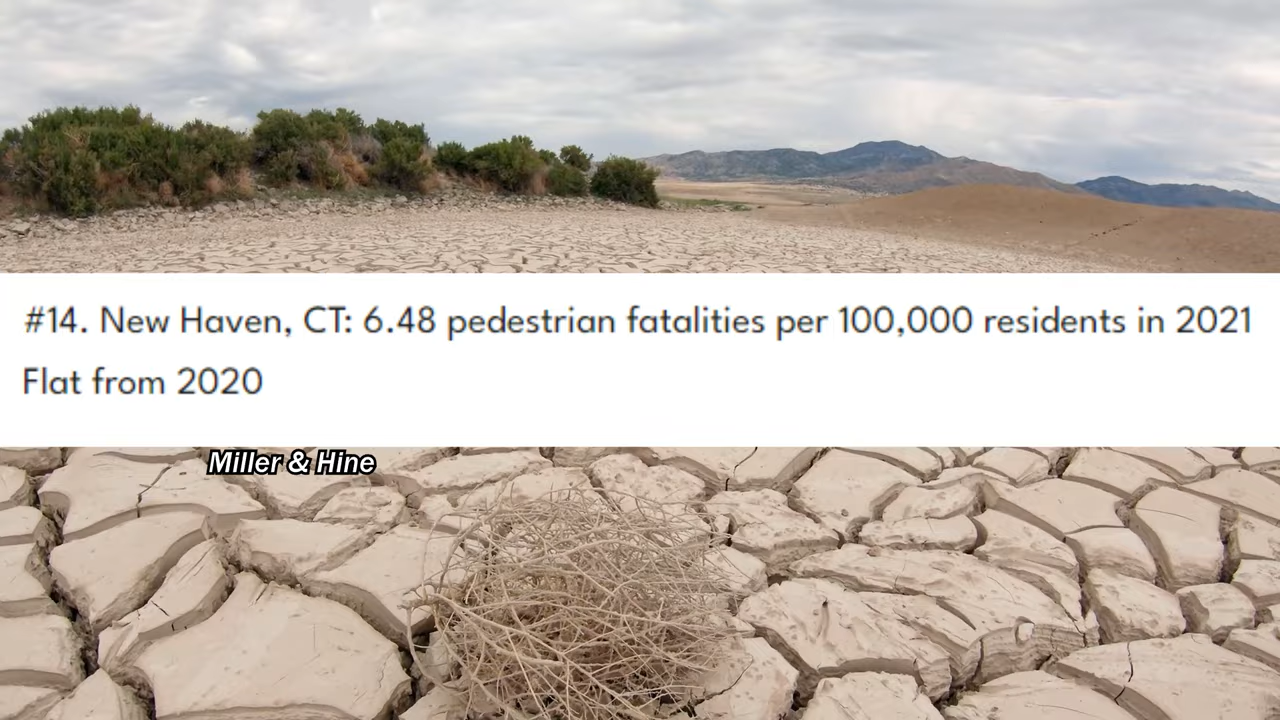 #14. New Haven, CT: 6.48 pedestrian fatalities per 100,000 residents in 2021
Flat from 2020
Miller & Hine